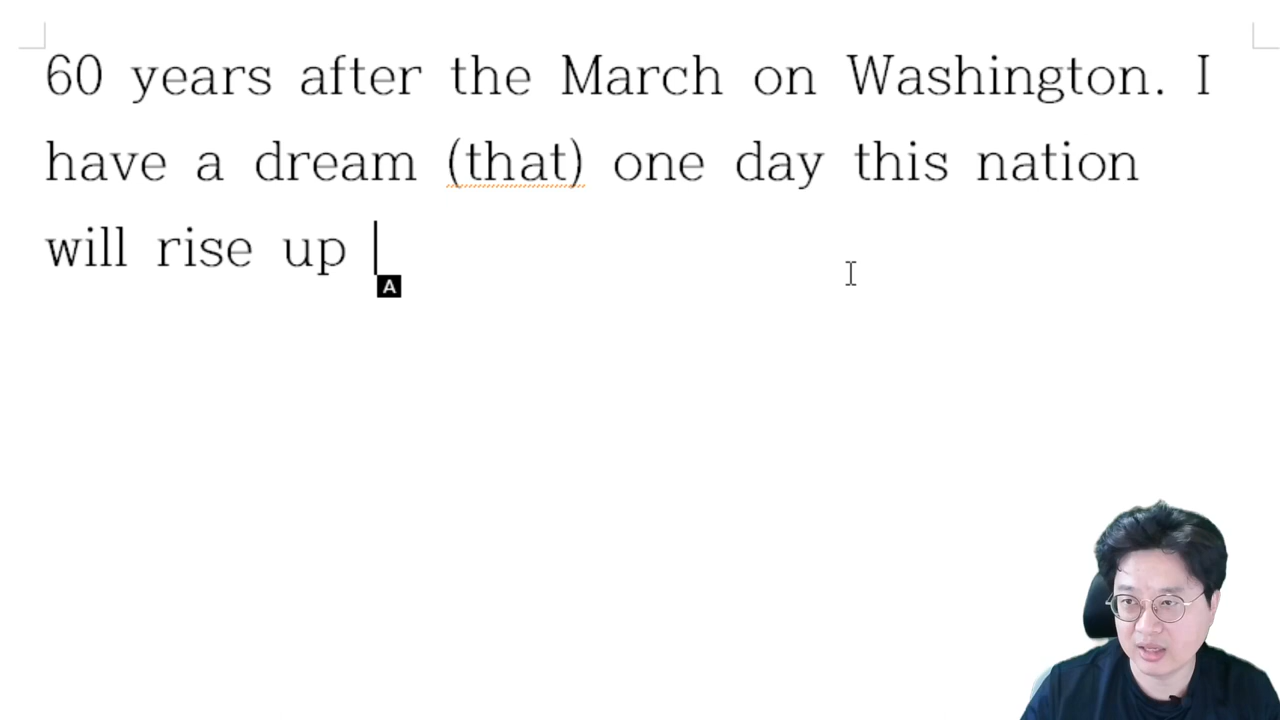 60 years after the March on Washington. I
have a dream (that) one day this nation
will rise up
A